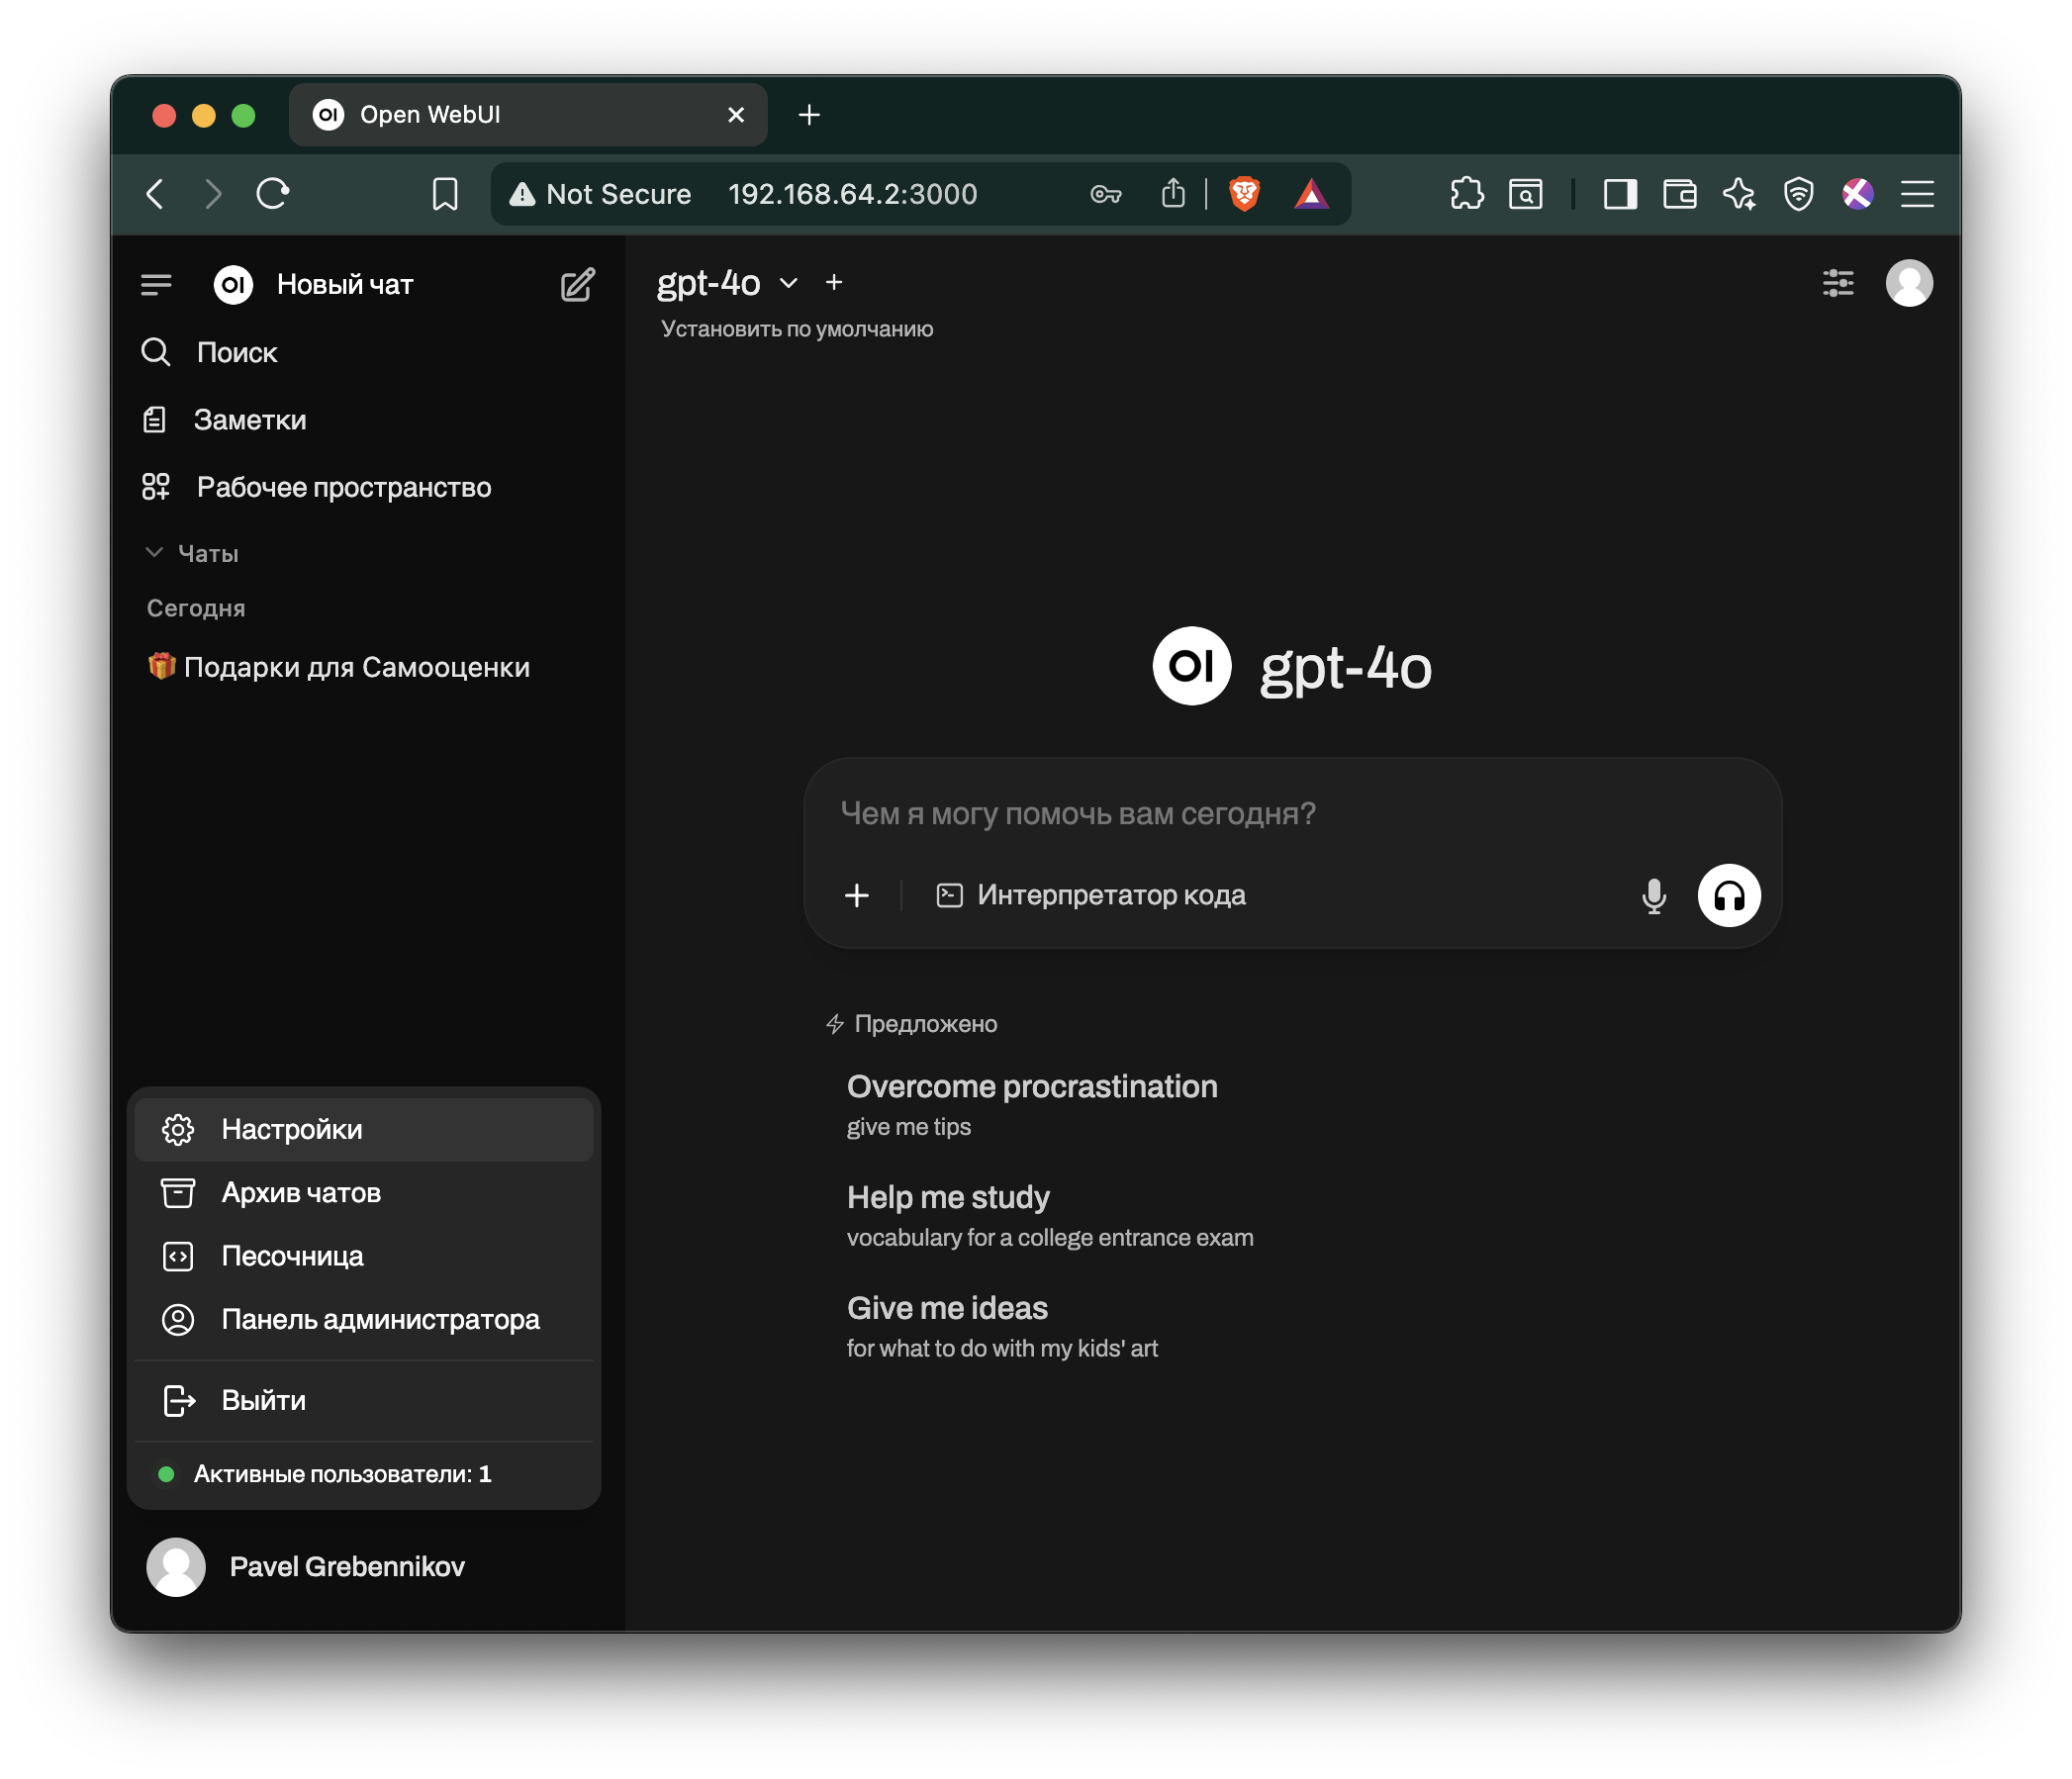 Open WebUI
Not Secure 192.168.64.2:3000
OI Новый чат
Поиск
Заметки
Рабочее пространство
Чаты
Сегодня
🎁 Подарки для Самооценки
Настройки
Архив чатов
Песочница
Панель администратора
Выйти
Активные пользователи: 1
Pavel Grebennikov
gpt-4o
Установить по умолчанию
OI gpt-4o
Чем я могу помочь вам сегодня?
Интерпретатор кода
Предложено
Overcome procrastination
give me tips
Help me study
vocabulary for a college entrance exam
Give me ideas
for what to do with my kids' art